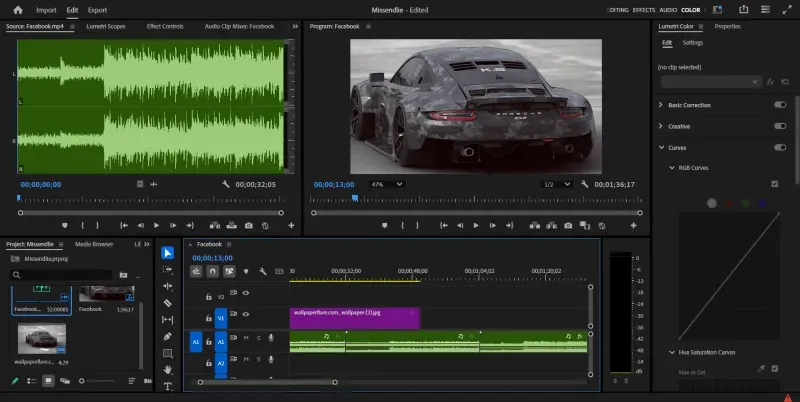 Import Edit Export
Missendlie - Edited
EDITING EFFECTS AUDIO COLOR
Source: Facebook.mp4 Lumetri Scopes Effect Controls Audio Clip Mixer: Facebook
Program: Facebook
Lumetri Color Properties
Edit Settings
(no clip selected)
fx
Basic Correction
Creative
Curves
RGB Curves
L
R
PORSCHE
00;00;00;00
00;00;32;05
00;00;13;00
47%
1/2
00;01;36;17
Project: Missendlie Media Browser
Missendlie.prproj
Facebook...
1;36;17
wallpaperflare.c...
4;29
Facebook
00;00;13;00
;00
00;00;32;00
00;00;48;00
00;01;04;02
00;01;20;02
V2
V1 V1
wallpaperflare.com_wallpaper (2).jpg
fx
A1 A1 M S
A2 M S
T
0
-6
-12
-18
-24
-30
-36
-42
-48
-54
S S
Hue Saturation Curves
Hue vs Sat